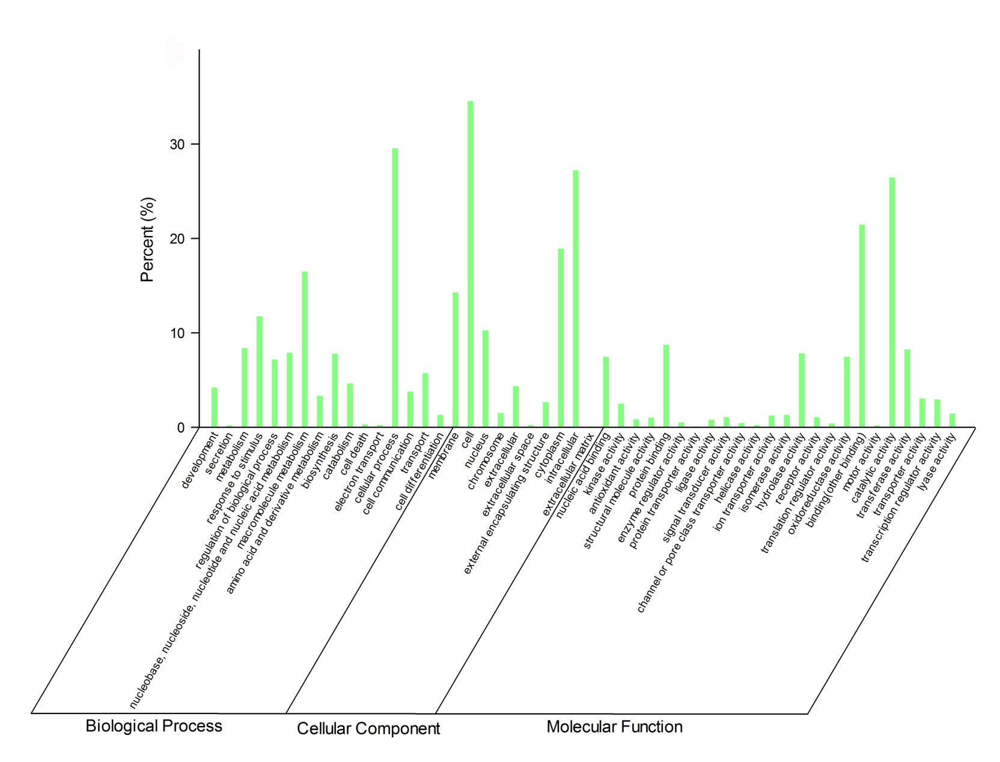 Percent (%)
30
20
10
0
development
secretion
metabolism
response to stimulus
regulation of biological process
nucleobase, nucleoside, nucleotide and nucleic acid metabolism
macromolecule metabolism
amino acid and derivative metabolism
biosynthesis
catabolism
cell death
electron transport
cellular process
cell communication
transport
cell differentiation
membrane
cell
nucleus
chromosome
extracellular
extracellular space
external encapsulating structure
cytoplasm
intracellular
extracellular matrix
nucleic acid binding
kinase activity
antioxidant activity
structural molecule activity
protein binding
enzyme regulator activity
protein transporter activity
ligase activity
signal transducer activity
channel or pore class transporter activity
helicase activity
ion transporter activity
isomerase activity
hydrolase activity
receptor activity
translation regulator activity
oxidoreductase activity
binding(other binding)
motor activity
catalytic activity
transferase activity
transporter activity
transcription regulator activity
lyase activity
Biological Process
Cellular Component
Molecular Function